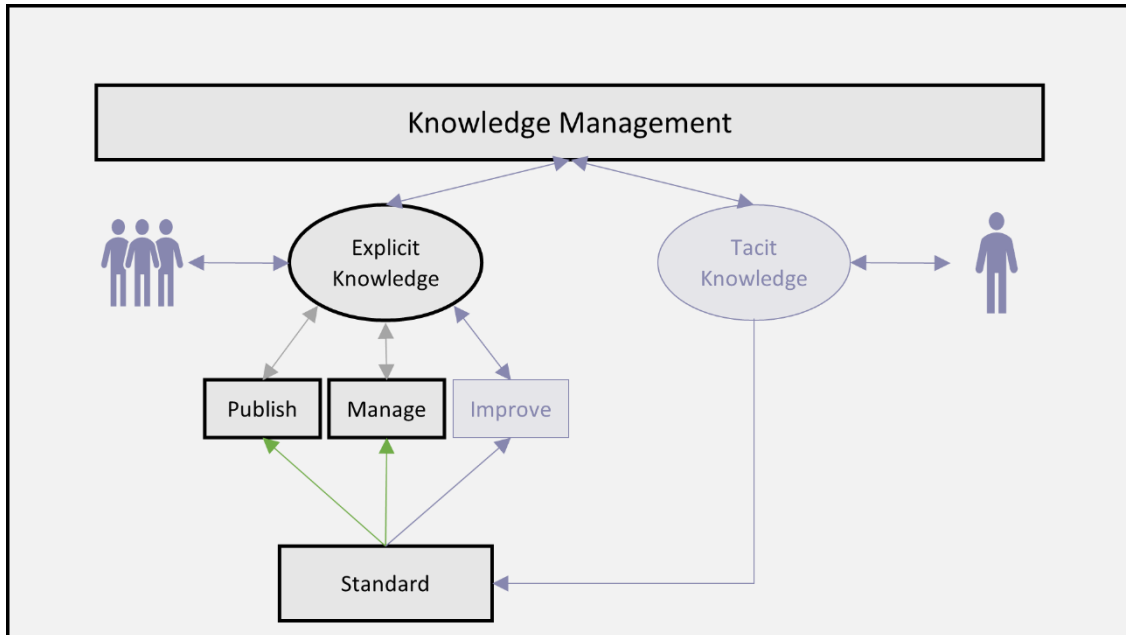 Knowledge Management
Explicit
Knowledge
Tacit
Knowledge
Publish
Manage
Improve
Standard